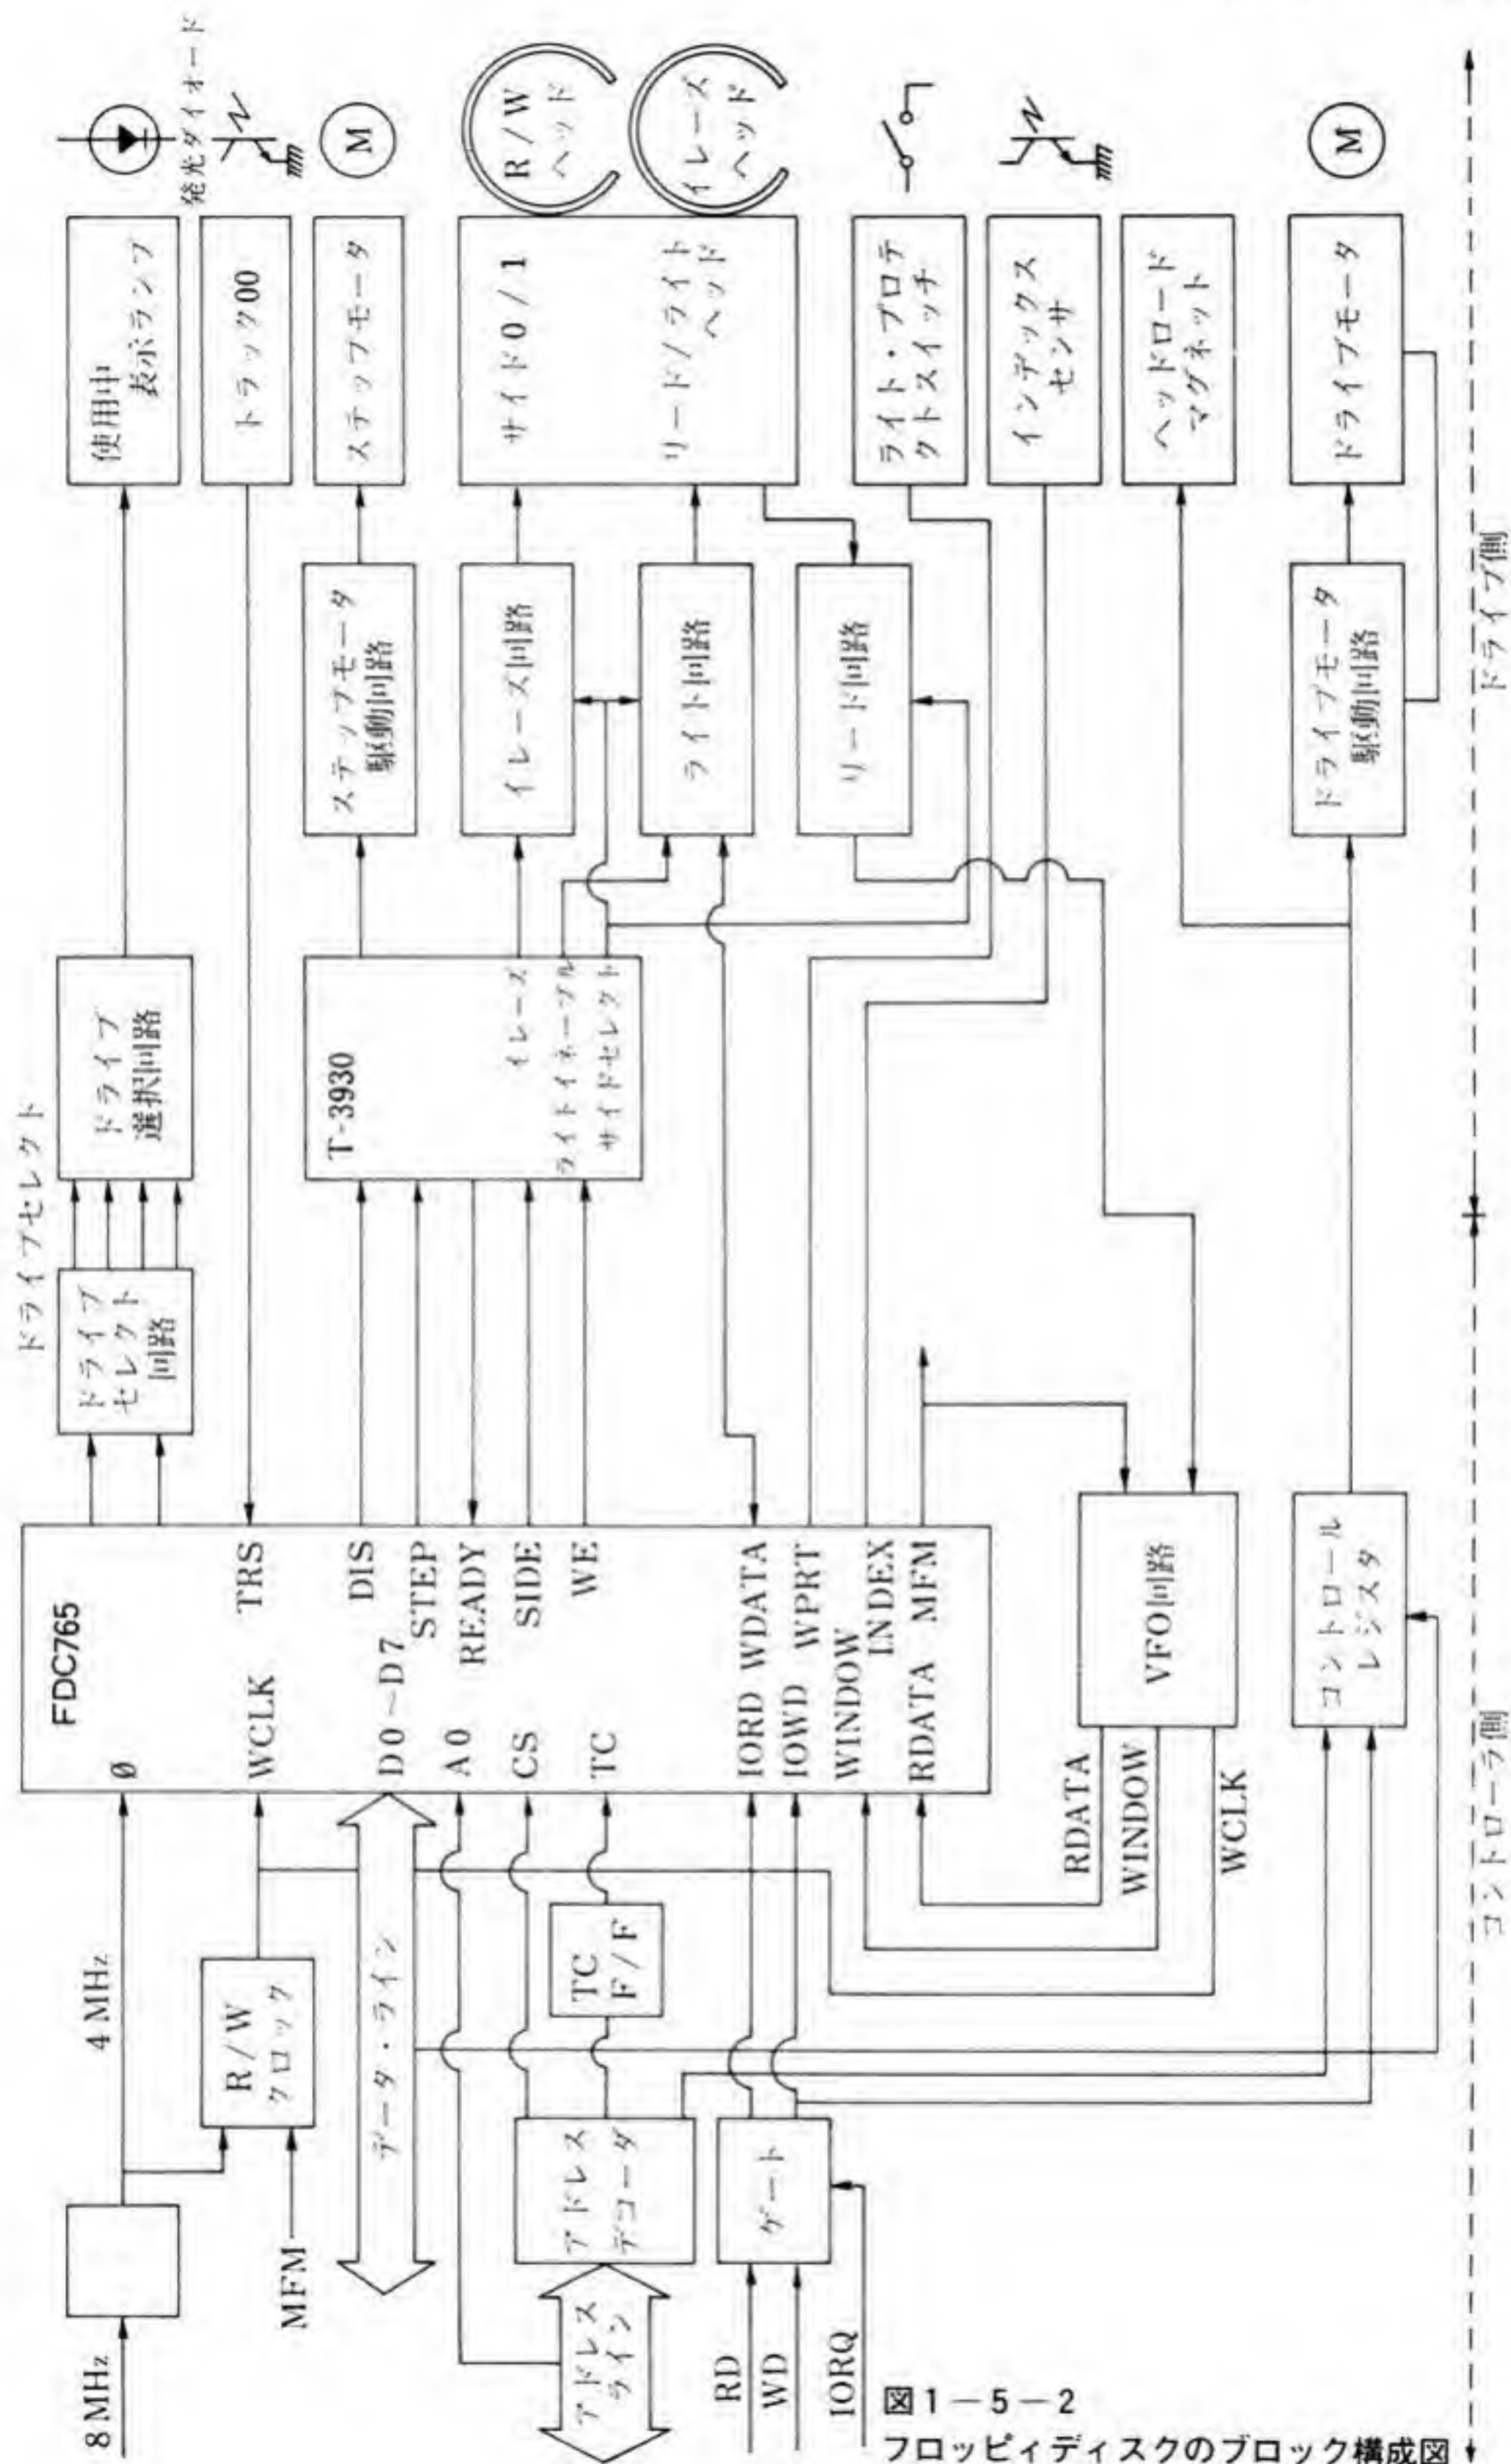 8MHz
4MHz
MFM
R/W
クロック
データ・ライン
アドレス
ライン
アドレス
デコーダ
TC
F/F
RD
WD
IORQ
ゲート
FDC765
Ø
WCLK
TRS
DIS
D0～D7
STEP
A0
READY
CS
SIDE
TC
WE
IORD
WDATA
IOWD
WPRT
WINDOW
INDEX
RDATA
MFM
RDATA
WINDOW
WCLK
VFO回路
コントロール
レジスタ
ドライブセレクト
ドライブ
セレクト
回路
ドライブ
選択回路
T-3930
イレーズ
ライトイネーブル
サイドセレクト
ステップモータ
駆動回路
イレーズ回路
ライト回路
リード回路
ドライブモータ
駆動回路
使用中
表示ランプ
発光ダイオード
トラック00
ステップモータ
M
サイド0/1
リード/ライト
ヘッド
R/W
ヘッド
イレーズ
ヘッド
ライト・プロテ
クトスイッチ
インデックス
センサ
ヘッドロード
マグネット
ドライブモータ
M
コントローラ側
ドライブ側
図1－5－2
フロッピィディスクのブロック構成図